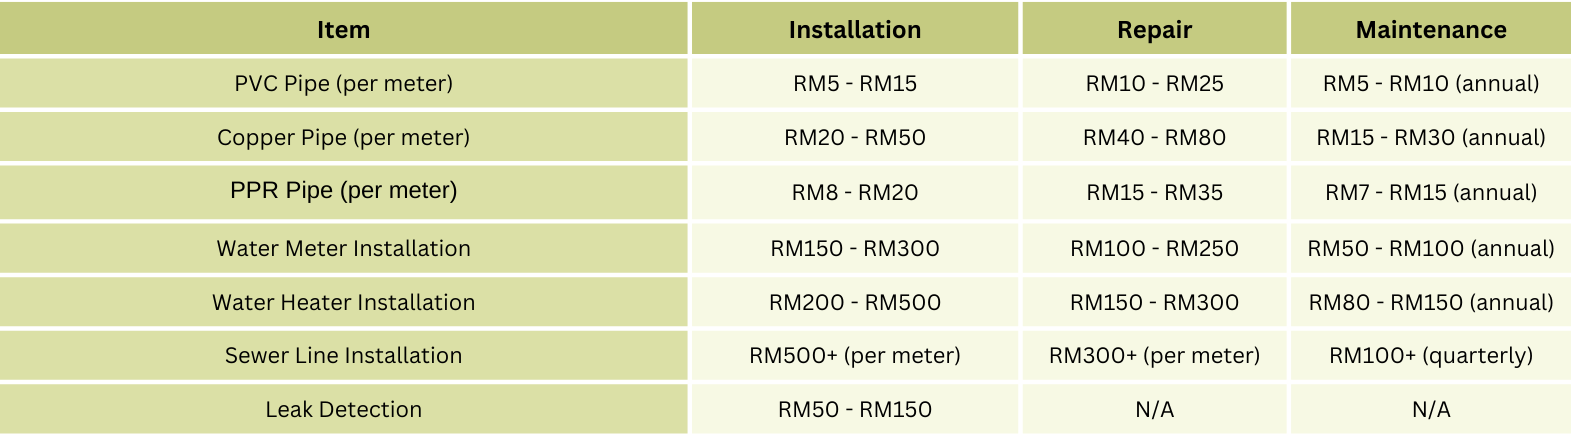 Item Installation Repair Maintenance
PVC Pipe (per meter) RM5 - RM15 RM10 - RM25 RM5 - RM10 (annual)
Copper Pipe (per meter) RM20 - RM50 RM40 - RM80 RM15 - RM30 (annual)
PPR Pipe (per meter) RM8 - RM20 RM15 - RM35 RM7 - RM15 (annual)
Water Meter Installation RM150 - RM300 RM100 - RM250 RM50 - RM100 (annual)
Water Heater Installation RM200 - RM500 RM150 - RM300 RM80 - RM150 (annual)
Sewer Line Installation RM500+ (per meter) RM300+ (per meter) RM100+ (quarterly)
Leak Detection RM50 - RM150 N/A N/A